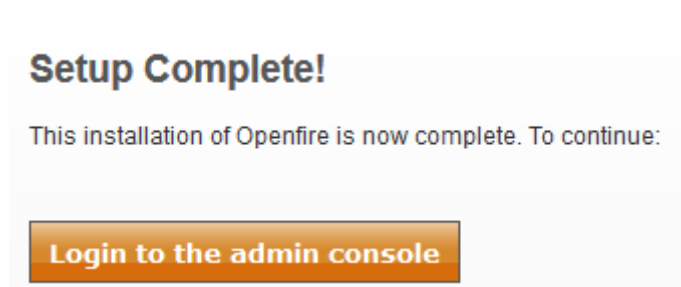 Setup Complete!
This installation of Openfire is now complete. To continue:
Login to the admin console